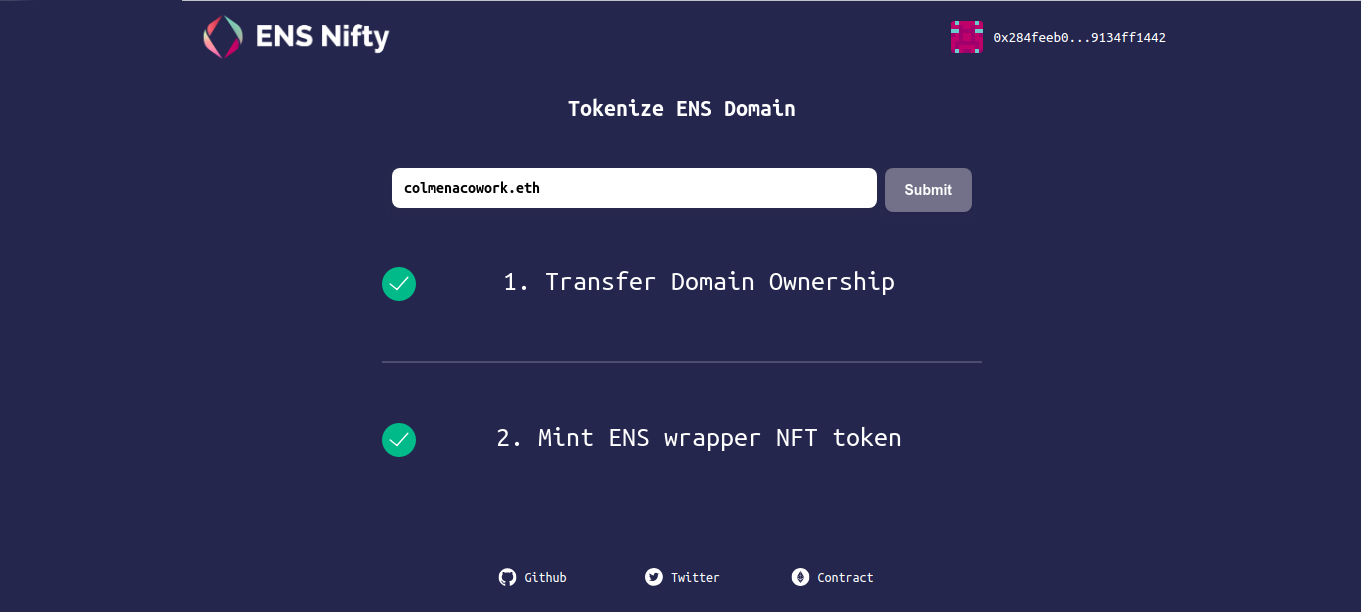 ENS Nifty
0x284feeb0...9134ff1442
Tokenize ENS Domain
colmenacowork.eth
Submit
1. Transfer Domain Ownership
2. Mint ENS wrapper NFT token
Github
Twitter
Contract